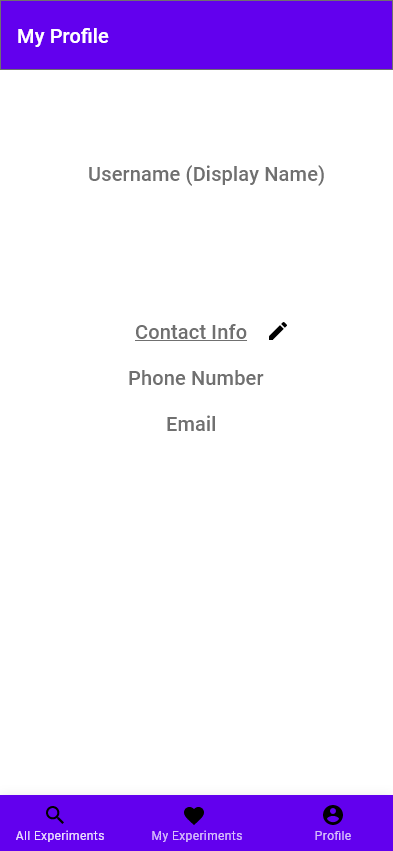 My Profile
Username (Display Name)
Contact Info
Phone Number
Email
All Experiments
My Experiments
Profile